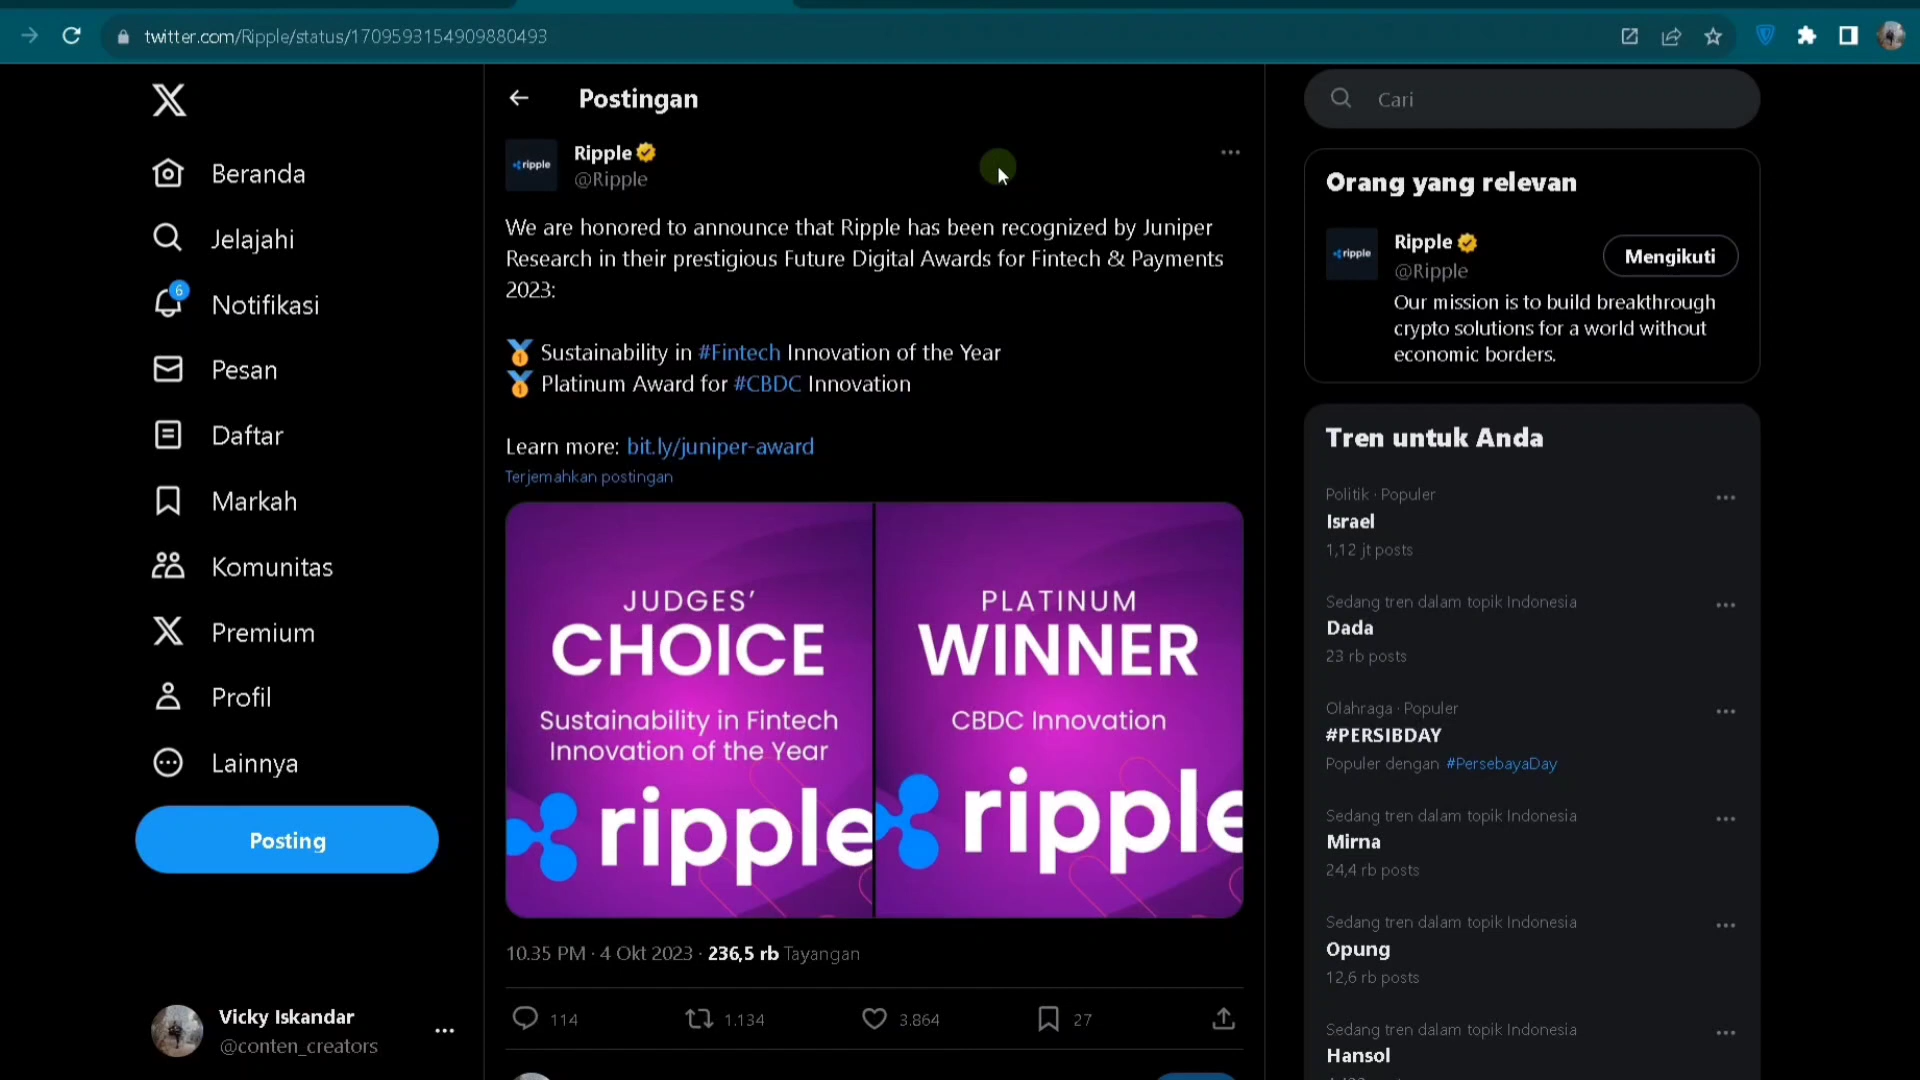 twitter.com/Ripple/status/1709593154909880493
Beranda
Jelajahi
6
Notifikasi
Pesan
Daftar
Markah
Komunitas
Premium
Profil
Lainnya
Posting
Vicky Iskandar
@conten_creators
Postingan
ripple
Ripple
@Ripple
We are honored to announce that Ripple has been recognized by Juniper
Research in their prestigious Future Digital Awards for Fintech & Payments
2023:
🥇 Sustainability in #Fintech Innovation of the Year
🥇 Platinum Award for #CBDC Innovation
Learn more: bit.ly/juniper-award
Terjemahkan postingan
JUDGES’
CHOICE
Sustainability in Fintech
Innovation of the Year
ripple
PLATINUM
WINNER
CBDC Innovation
ripple
10.35 PM · 4 Okt 2023 · 236,5 rb Tayangan
114
1.134
3.864
27
Cari
Orang yang relevan
ripple
Ripple
@Ripple
Mengikuti
Our mission is to build breakthrough
crypto solutions for a world without
economic borders.
Tren untuk Anda
Politik · Populer
Israel
1,12 jt posts
Sedang tren dalam topik Indonesia
Dada
23 rb posts
Olahraga · Populer
#PERSIBDAY
Populer dengan #PersebayaDay
Sedang tren dalam topik Indonesia
Mirna
24,4 rb posts
Sedang tren dalam topik Indonesia
Opung
12,6 rb posts
Sedang tren dalam topik Indonesia
Hansol